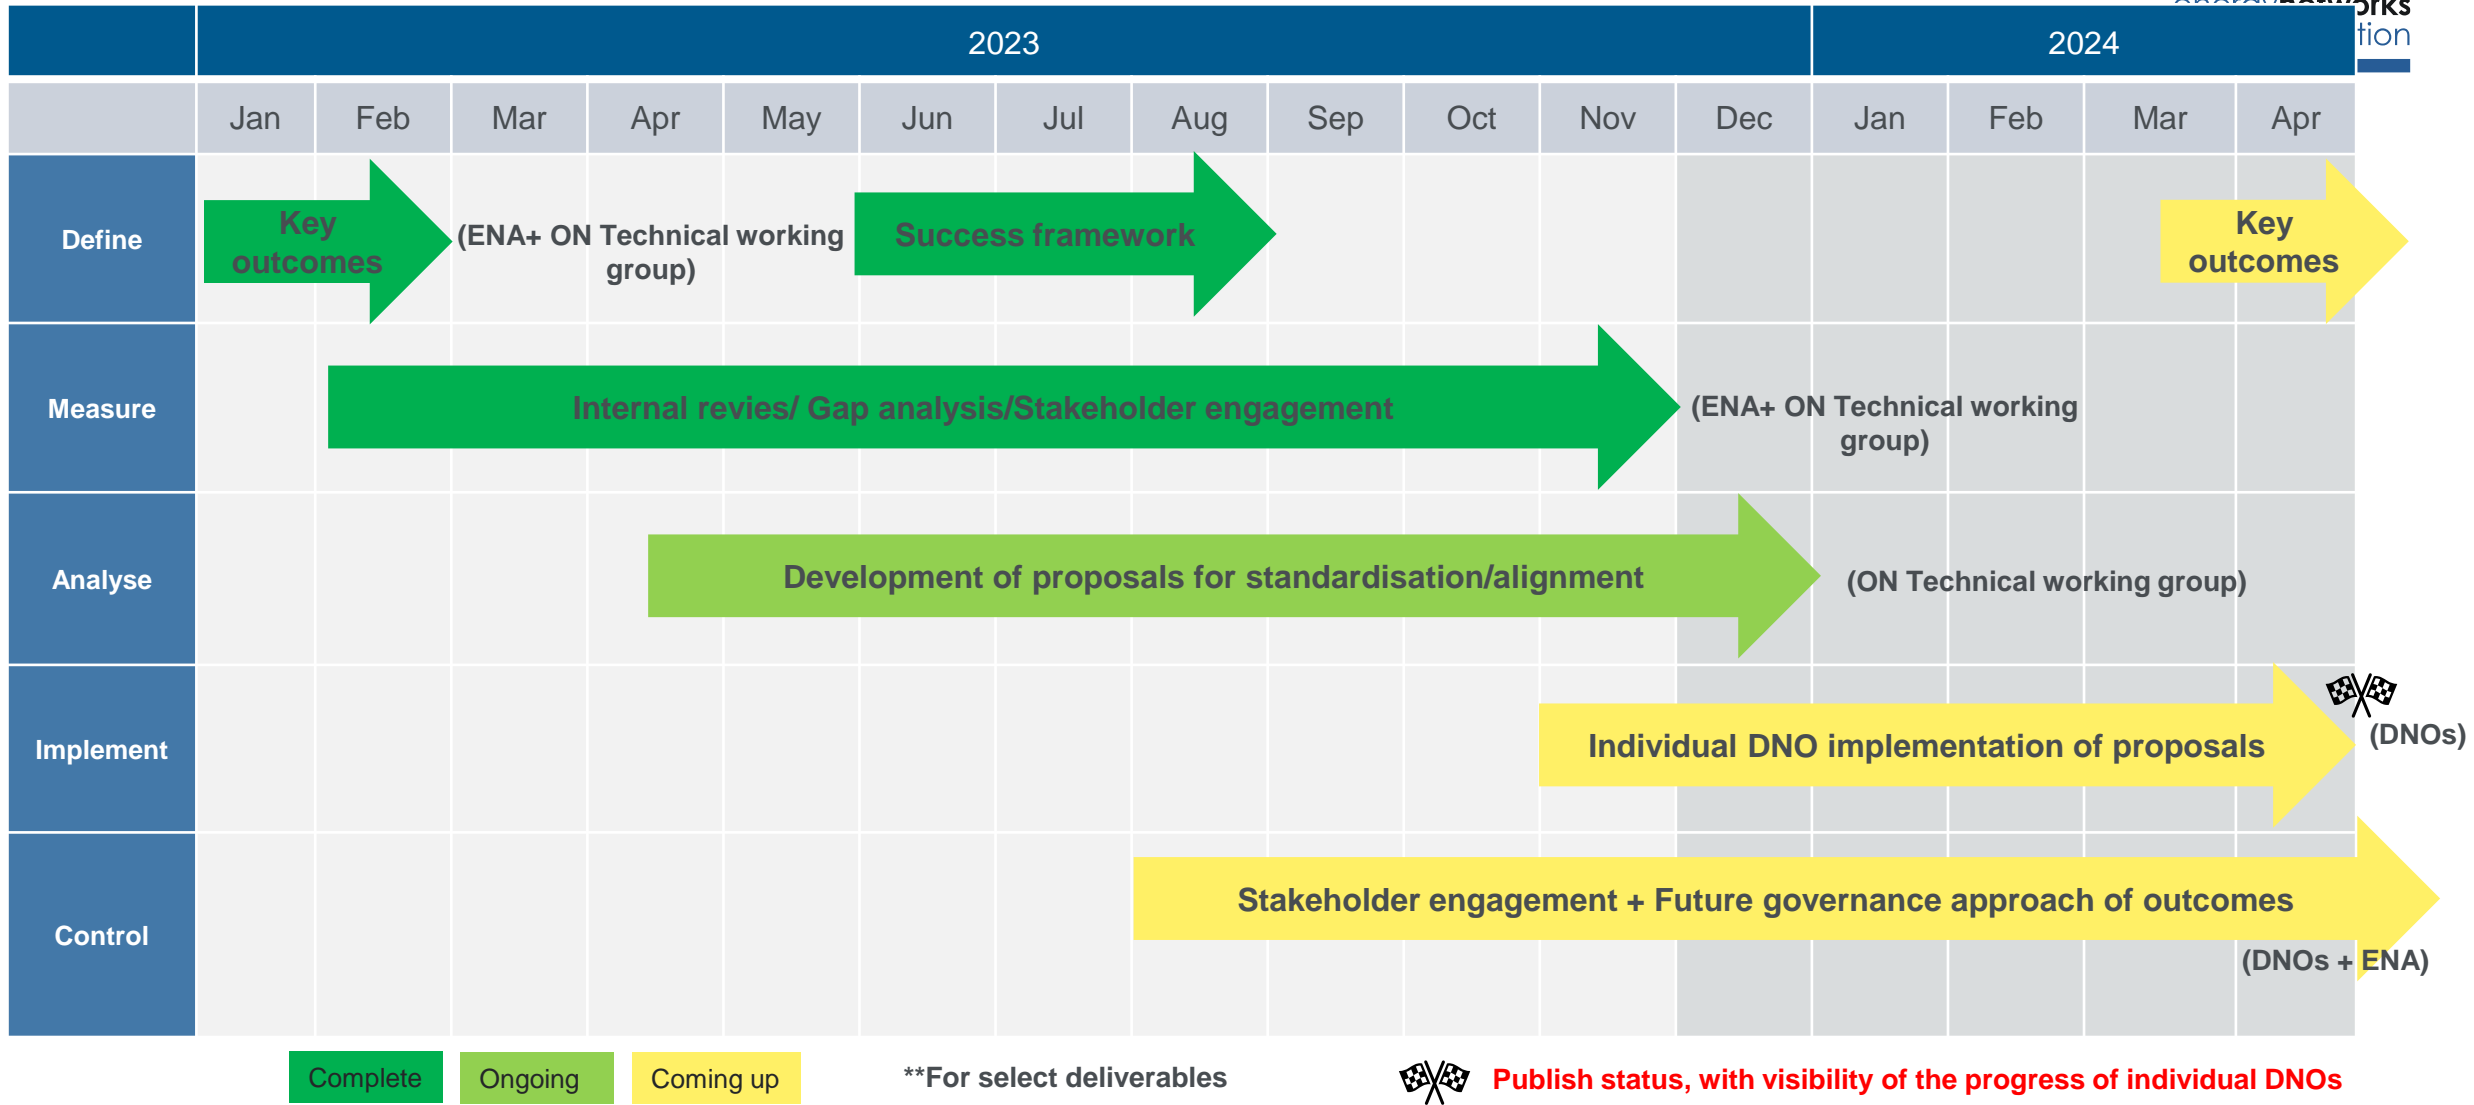 2023
2024
energynetworks
tion
Jan Feb Mar Apr May Jun Jul Aug Sep Oct Nov Dec Jan Feb Mar Apr
Define
Key
outcomes
(ENA+ ON Technical working
group)
Success framework
Key
outcomes
Measure
Internal revies/ Gap analysis/Stakeholder engagement
(ENA+ ON Technical working
group)
Analyse
Development of proposals for standardisation/alignment
(ON Technical working group)
Implement
Individual DNO implementation of proposals
(DNOs)
Control
Stakeholder engagement + Future governance approach of outcomes
(DNOs + ENA)
Complete
Ongoing
Coming up
**For select deliverables
Publish status, with visibility of the progress of individual DNOs